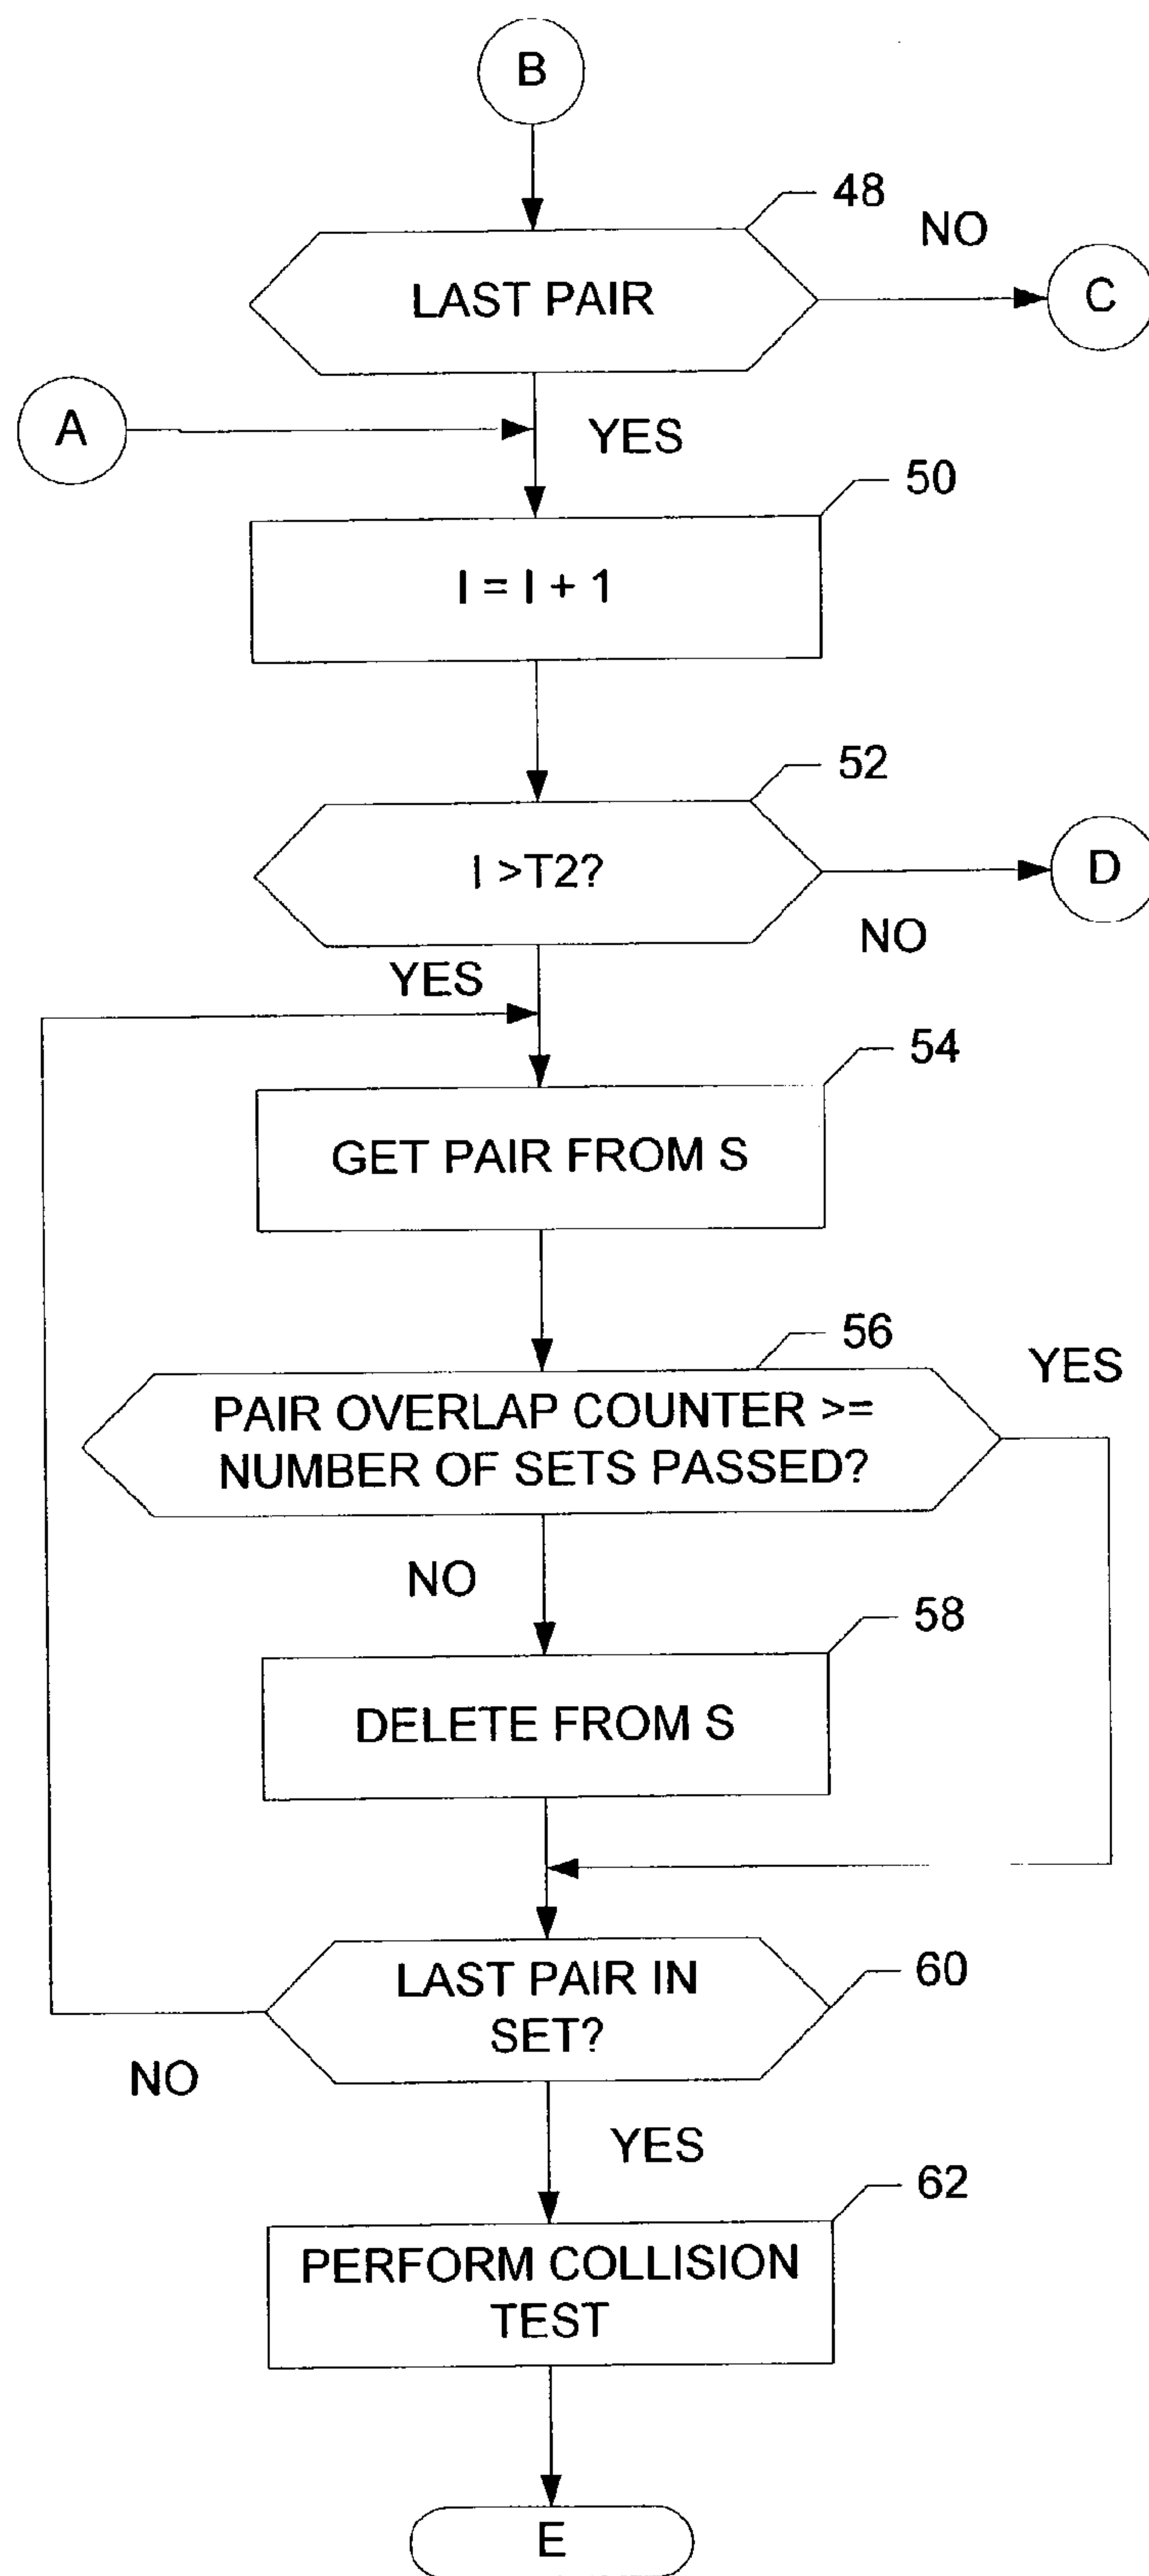 B
48
NO
LAST PAIR
C
A
YES
50
I = I + 1
52
I >T2?
D
NO
YES
54
GET PAIR FROM S
56
YES
PAIR OVERLAP COUNTER >=
NUMBER OF SETS PASSED?
NO
58
DELETE FROM S
60
LAST PAIR IN
SET?
NO
YES
62
PERFORM COLLISION
TEST
E